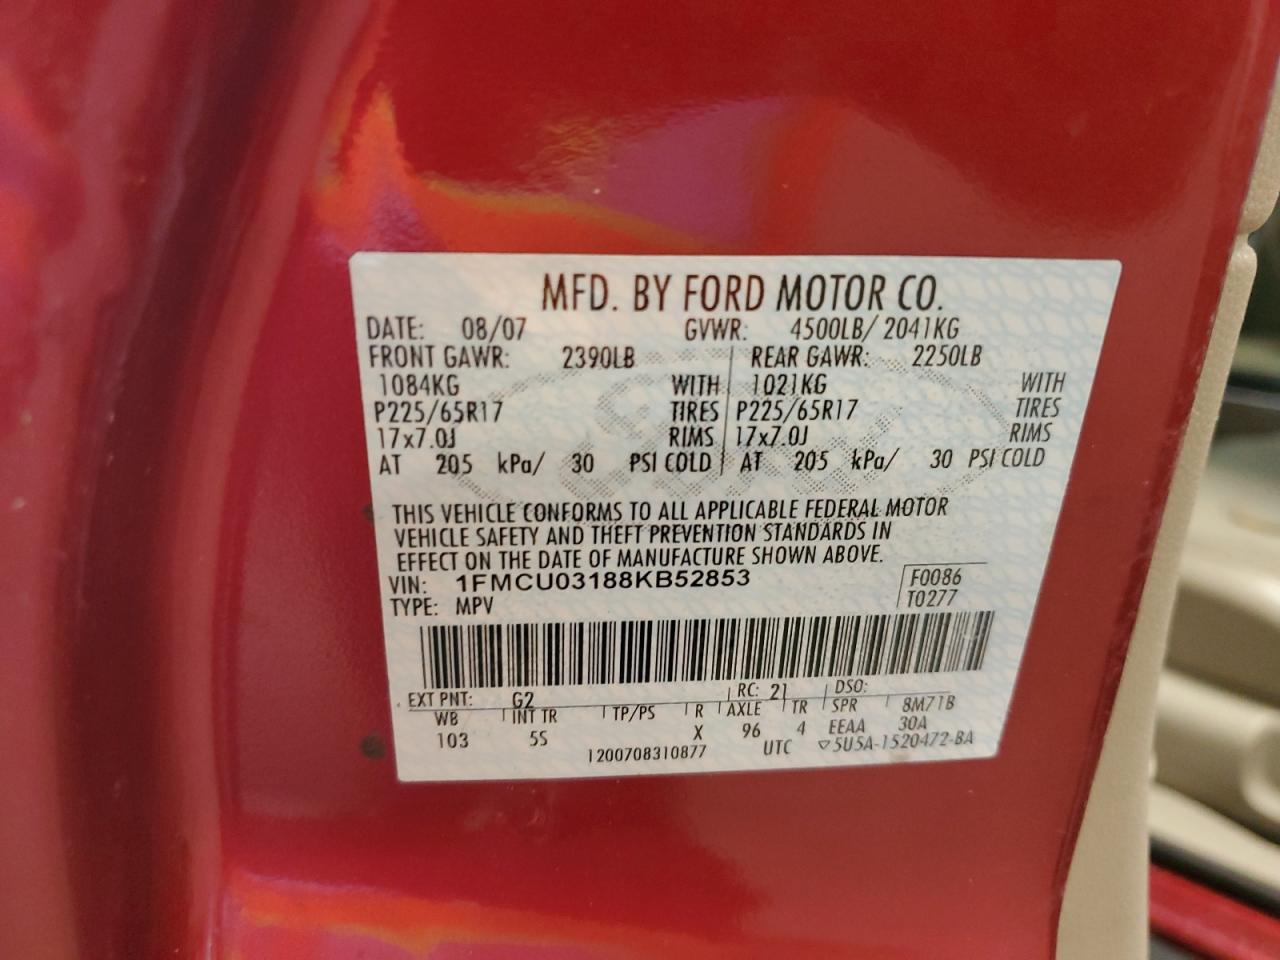 MFD. BY FORD MOTOR CO.
DATE: 08/07 GVWR: 4500LB/ 2041KG
FRONT GAWR: 2390LB REAR GAWR: 2250LB
1084KG WITH 1021KG WITH
P225/65R17 TIRES P225/65R17 TIRES
17x7.0J RIMS 17x7.0J RIMS
AT 205 kPa/ 30 PSI COLD AT 205 kPa/ 30 PSI COLD
THIS VEHICLE CONFORMS TO ALL APPLICABLE FEDERAL MOTOR
VEHICLE SAFETY AND THEFT PREVENTION STANDARDS IN
EFFECT ON THE DATE OF MANUFACTURE SHOWN ABOVE.
VIN: 1FMCU03188KB52853 F0086
TYPE: MPV T0277
EXT PNT: G2 RC: 21 DSO:
WB INT TR TP/PS R AXLE TR SPR 8M71B
103 5S X 96 4 EEAA 30A
1200708310877 UTC ▽5U5A-1520472-BA